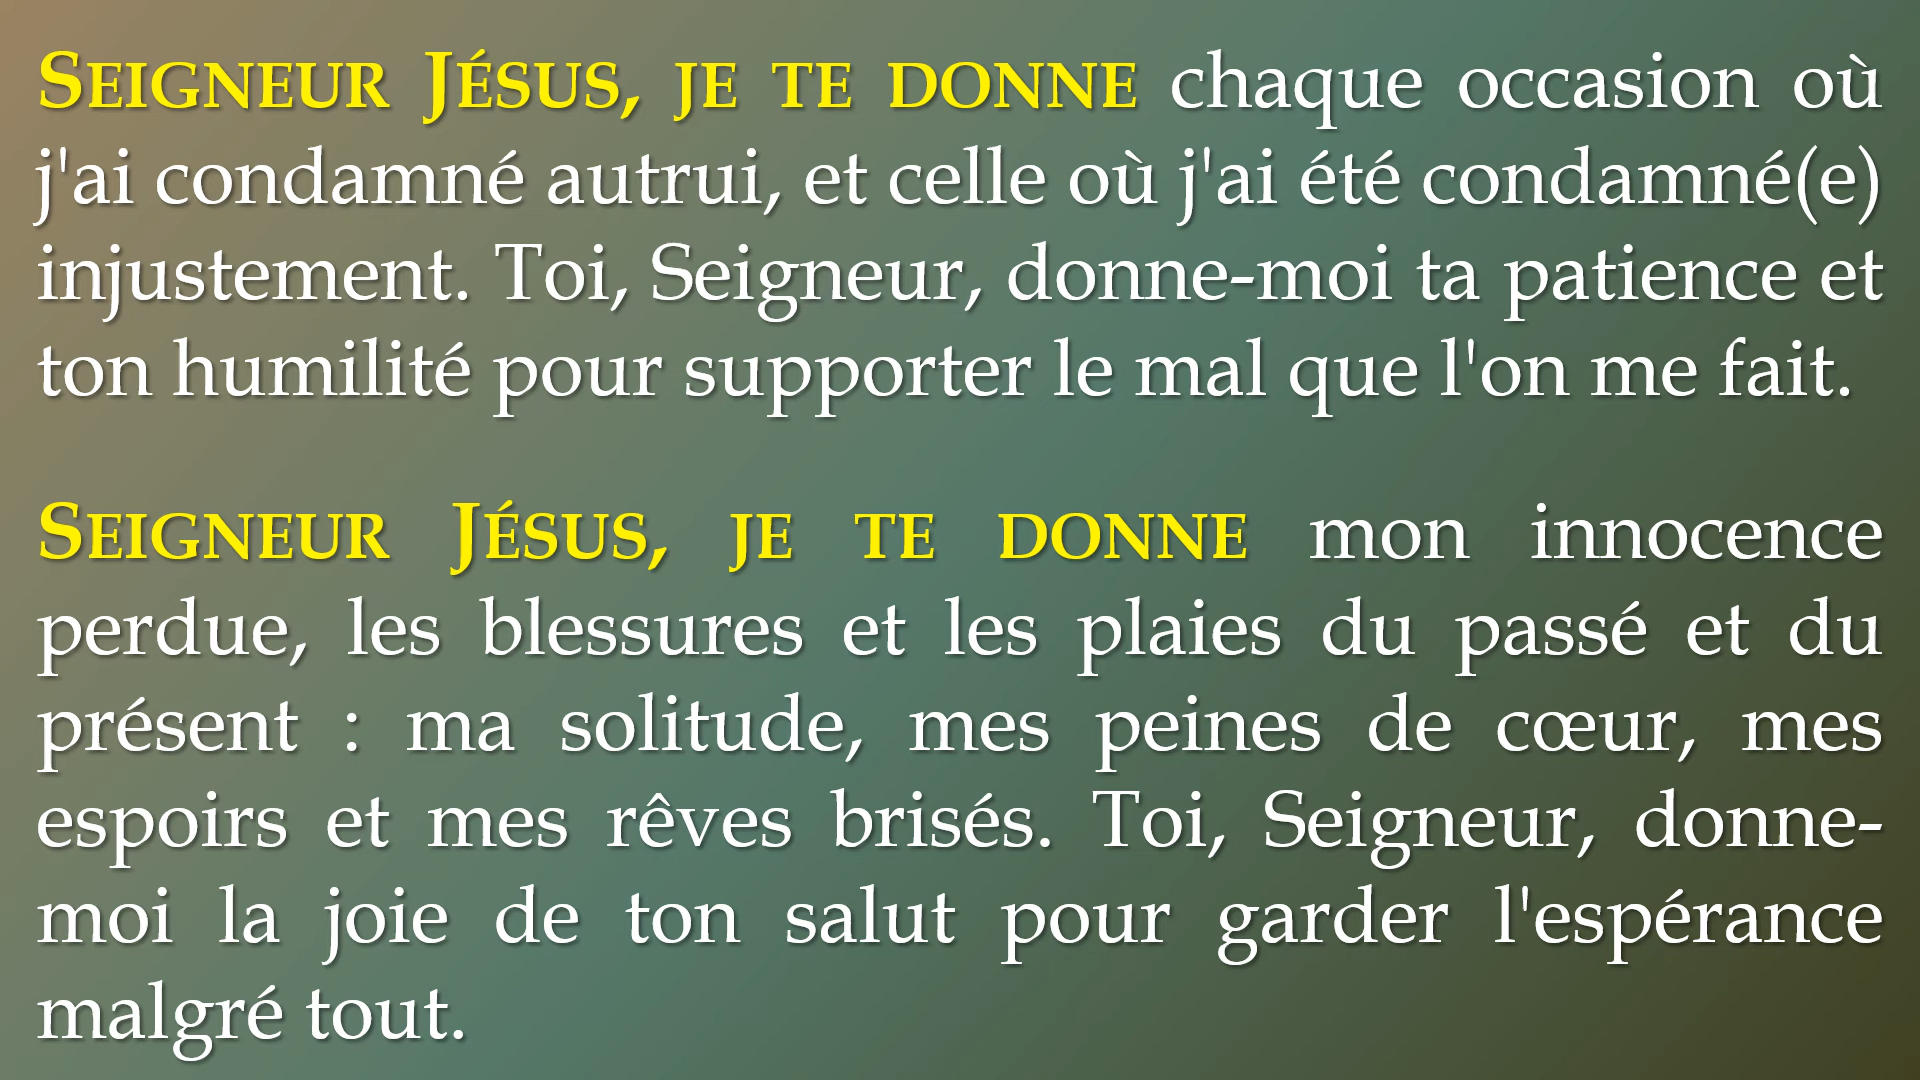 SEIGNEUR JÉSUS, JE TE DONNE chaque occasion où
j'ai condamné autrui, et celle où j'ai été condamné(e)
injustement. Toi, Seigneur, donne-moi ta patience et
ton humilité pour supporter le mal que l'on me fait.
SEIGNEUR JÉSUS, JE TE DONNE mon innocence
perdue, les blessures et les plaies du passé et du
présent : ma solitude, mes peines de cœur, mes
espoirs et mes rêves brisés. Toi, Seigneur, donne-
moi la joie de ton salut pour garder l'espérance
malgré tout.